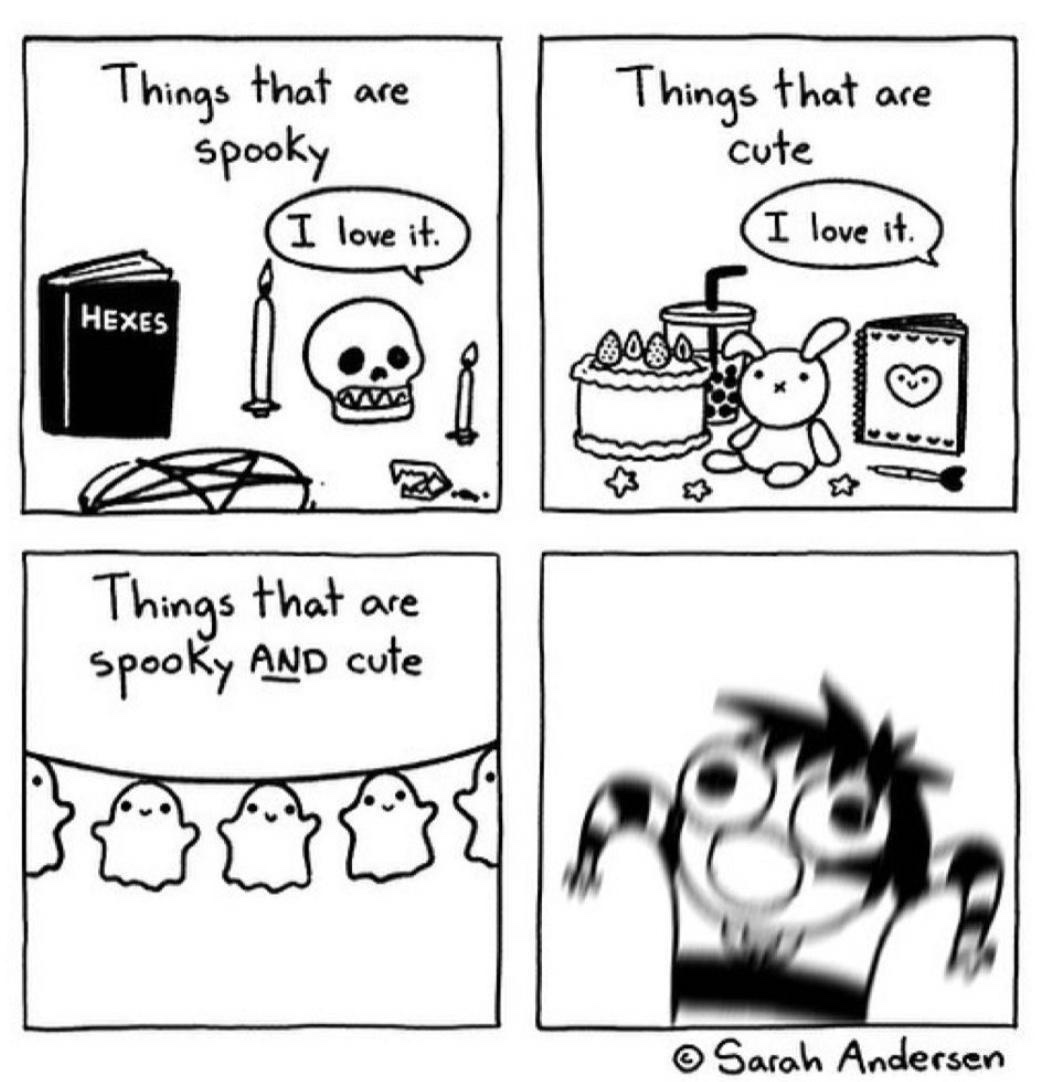 Things that are
spooky
I love it.
HEXES
Things that are
cute
I love it.
Things that are
spooky AND cute
© Sarah Andersen